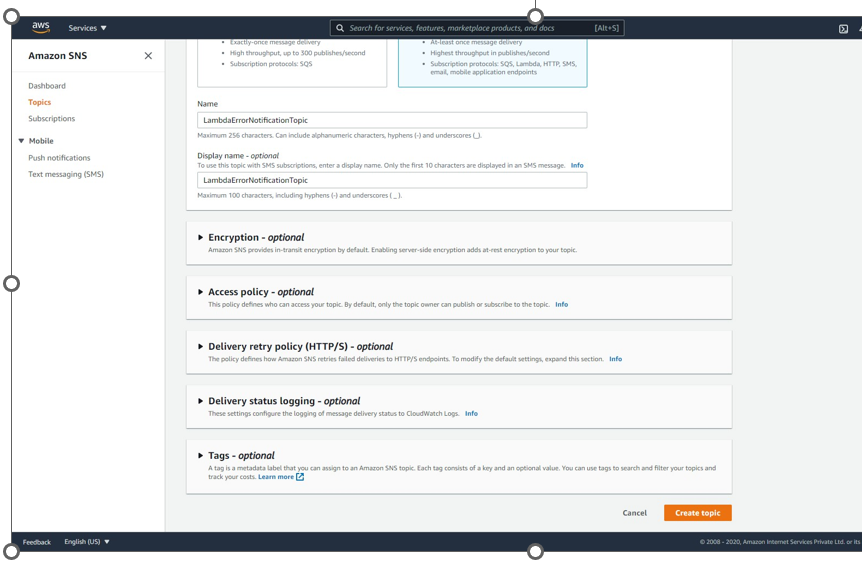 aws
Services
Search for services, features, marketplace products, and docs
[Alt+S]
Amazon SNS
Dashboard
Topics
Subscriptions
Mobile
Push notifications
Text messaging (SMS)
Exactly-once message delivery
High throughput, up to 300 publishes/second
Subscription protocols: SQS
At-least once message delivery
Highest throughput in publishes/second
Subscription protocols: SQS, Lambda, HTTP, SMS,
email, mobile application endpoints
Name
LambdaErrorNotificationTopic
Maximum 256 characters. Can include alphanumeric characters, hyphens (-) and underscores (_).
Display name - optional
To use this topic with SMS subscriptions, enter a display name. Only the first 10 characters are displayed in an SMS message. Info
LambdaErrorNotificationTopic
Maximum 100 characters, including hyphens (-) and underscores (_).
Encryption - optional
Amazon SNS provides in-transit encryption by default. Enabling server-side encryption adds at-rest encryption to your topic.
Access policy - optional
This policy defines who can access your topic. By default, only the topic owner can publish or subscribe to the topic. Info
Delivery retry policy (HTTP/S) - optional
The policy defines how Amazon SNS retries failed deliveries to HTTP/S endpoints. To modify the default settings, expand this section. Info
Delivery status logging - optional
These settings configure the logging of message delivery status to CloudWatch Logs. Info
Tags - optional
A tag is a metadata label that you can assign to an Amazon SNS topic. Each tag consists of a key and an optional value. You can use tags to search and filter your topics and
track your costs. Learn more
Cancel
Create topic
Feedback
English (US)
© 2008 - 2020, Amazon Internet Services Private Ltd. or its